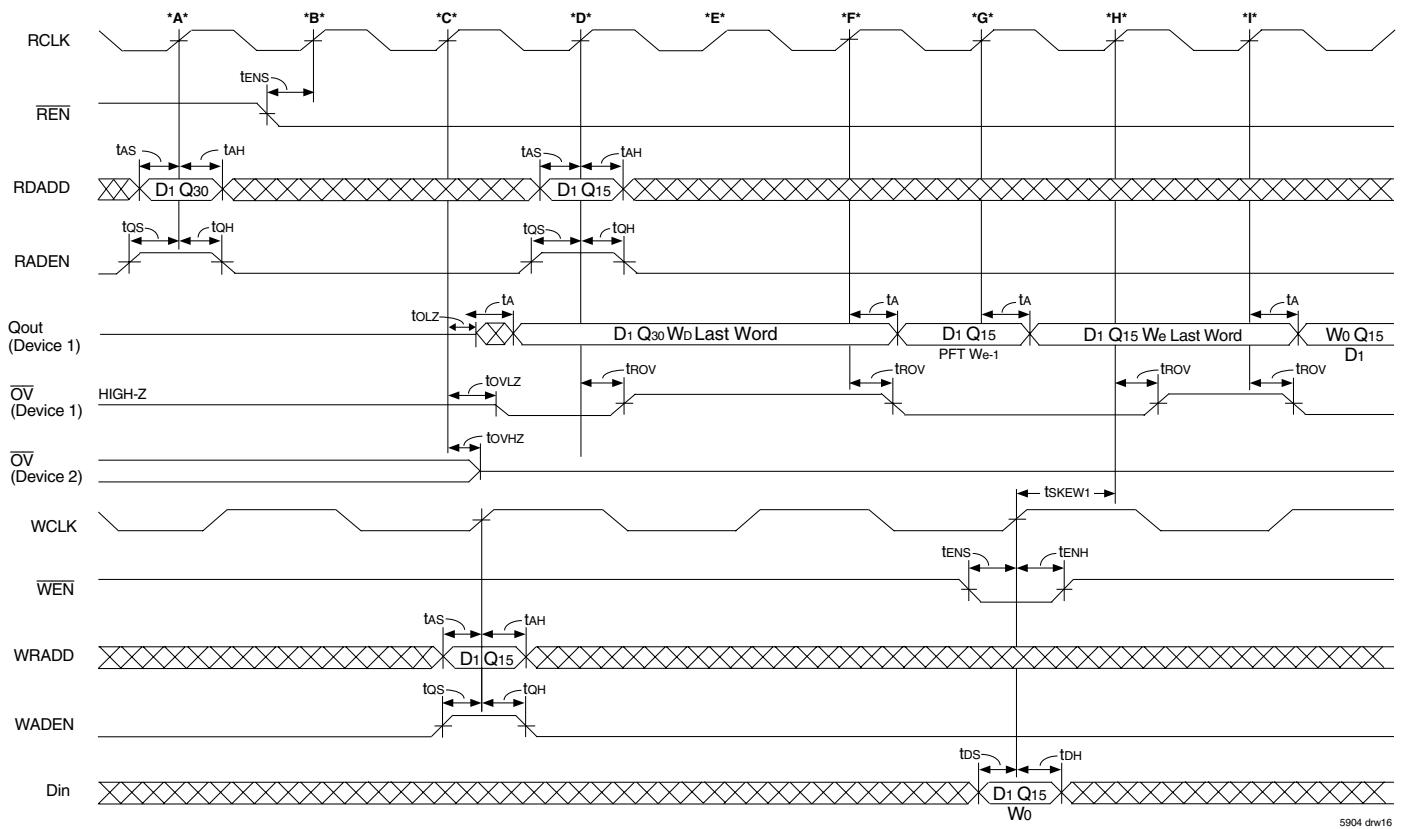 *A* *B* *C* *D* *E* *F* *G* *H* *I*
RCLK
tENS
REN
tAS tAH tAS tAH
RDADD D1 Q30 D1 Q15
tQS tQH tQS tQH
RADEN
tOLZ tA tA tA tA
Qout
(Device 1)
D1 Q30 WD Last Word D1 Q15 D1 Q15 We Last Word W0 Q15
PFT We-1 D1
tOVLZ tROV tROV tROV tROV
OV
(Device 1)
HIGH-Z
tOVHZ
OV
(Device 2)
tSKEW1
WCLK
tENS tENH
WEN
tAS tAH
WRADD D1 Q15
tQS tQH
WADEN
tDS tDH
Din D1 Q15
W0
5904 drw16